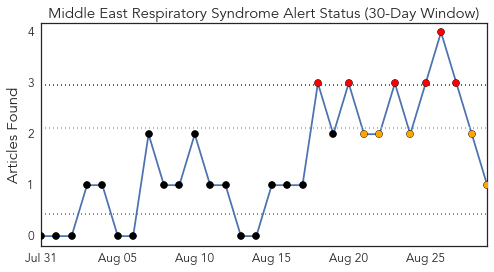 Middle East Respiratory Syndrome Alert Status (30-Day Window)
Articles Found
4
3
2
1
0
Jul 31 Aug 05 Aug 10 Aug 15 Aug 20 Aug 25